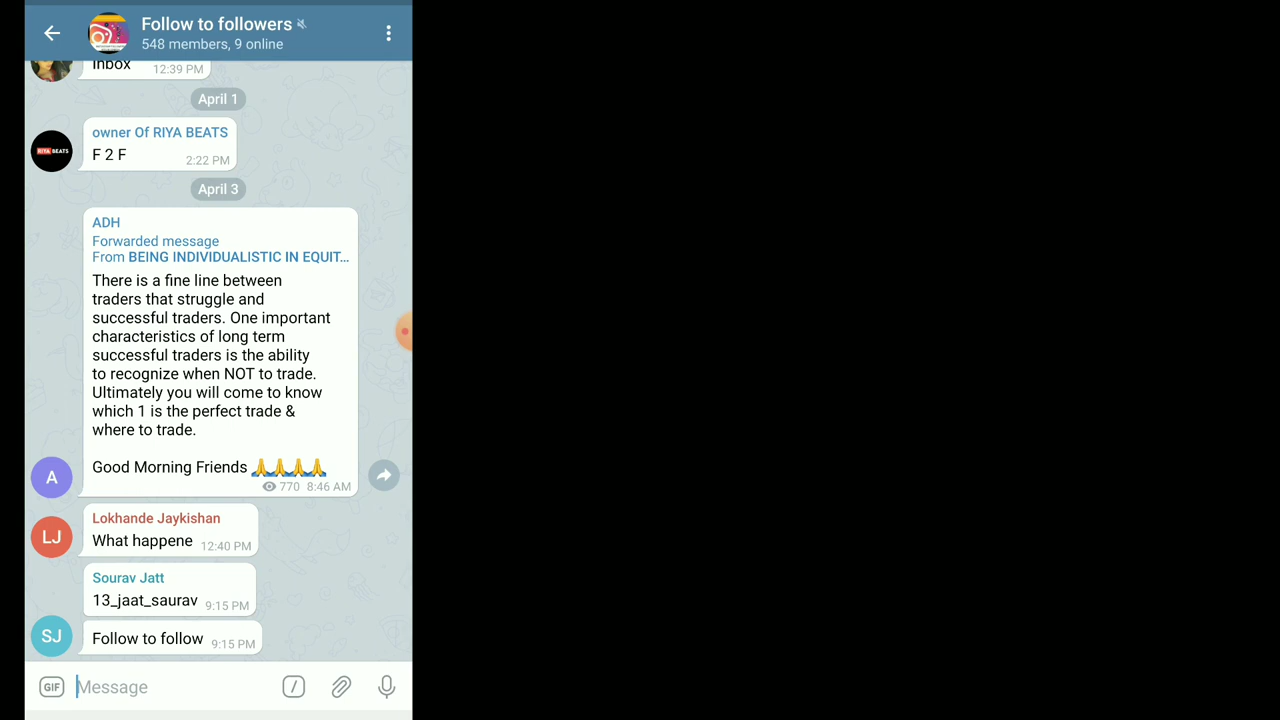 Follow to followers
548 members, 9 online
Inbox 12:39 PM
April 1
owner Of RIYA BEATS
RIYA BEATS
F 2 F 2:22 PM
April 3
ADH
Forwarded message
From BEING INDIVIDUALISTIC IN EQUIT...
There is a fine line between
traders that struggle and
successful traders. One important
characteristics of long term
successful traders is the ability
to recognize when NOT to trade.
Ultimately you will come to know
which 1 is the perfect trade &
where to trade.
Good Morning Friends 🙏🙏🙏🙏
770 8:46 AM
A
Lokhande Jaykishan
LJ
What happene 12:40 PM
Sourav Jatt
13_jaat_saurav 9:15 PM
SJ
Follow to follow 9:15 PM
GIF Message /